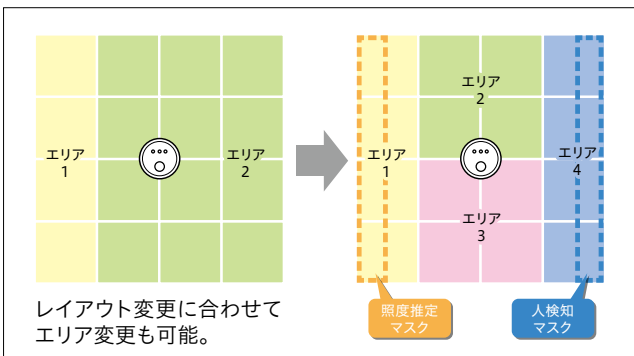 エリア
1
エリア
2
エリア
1
エリア
2
エリア
3
エリア
4
レイアウト変更に合わせて
エリア変更も可能。
照度推定
マスク
人検知
マスク